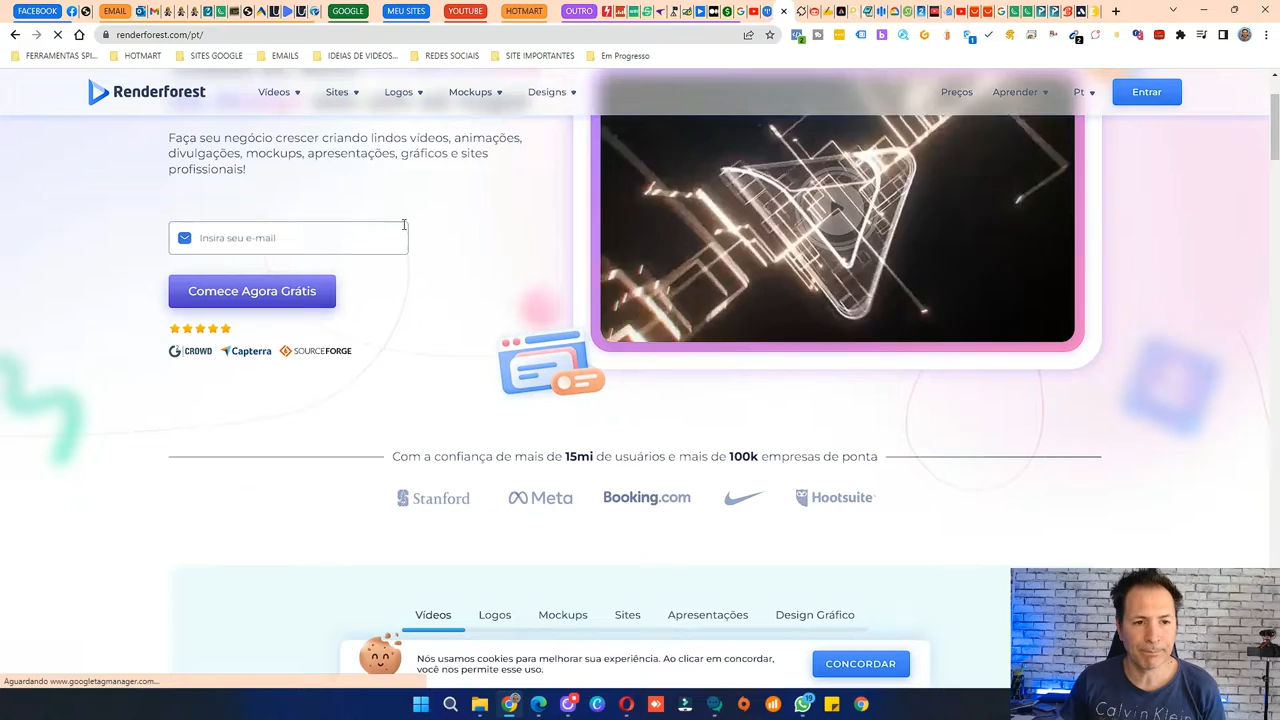 FACEBOOK
EMAIL
GOOGLE
MEU SITES
YOUTUBE
HOTMART
OUTRO
renderforest.com/pt/
FERRAMENTAS SPI...
HOTMART
SITES GOOGLE
EMAILS
IDEIAS DE VIDEOS...
REDES SOCIAIS
SITE IMPORTANTES
Em Progresso
Renderforest
Vídeos
Sites
Logos
Mockups
Designs
Preços
Aprender
Pt
Entrar
Faça seu negócio crescer criando lindos vídeos, animações,
divulgações, mockups, apresentações, gráficos e sites
profissionais!
Insira seu e-mail
Comece Agora Grátis
CROWD
Capterra
SOURCEFORGE
Com a confiança de mais de 15mi de usuários e mais de 100k empresas de ponta
Stanford
Meta
Booking.com
Hootsuite
Vídeos
Logos
Mockups
Sites
Apresentações
Design Gráfico
Nós usamos cookies para melhorar sua experiência. Ao clicar em concordar,
você nos permite esse uso.
CONCORDAR
Aguardando www.googletagmanager.com...
Calvin Klein